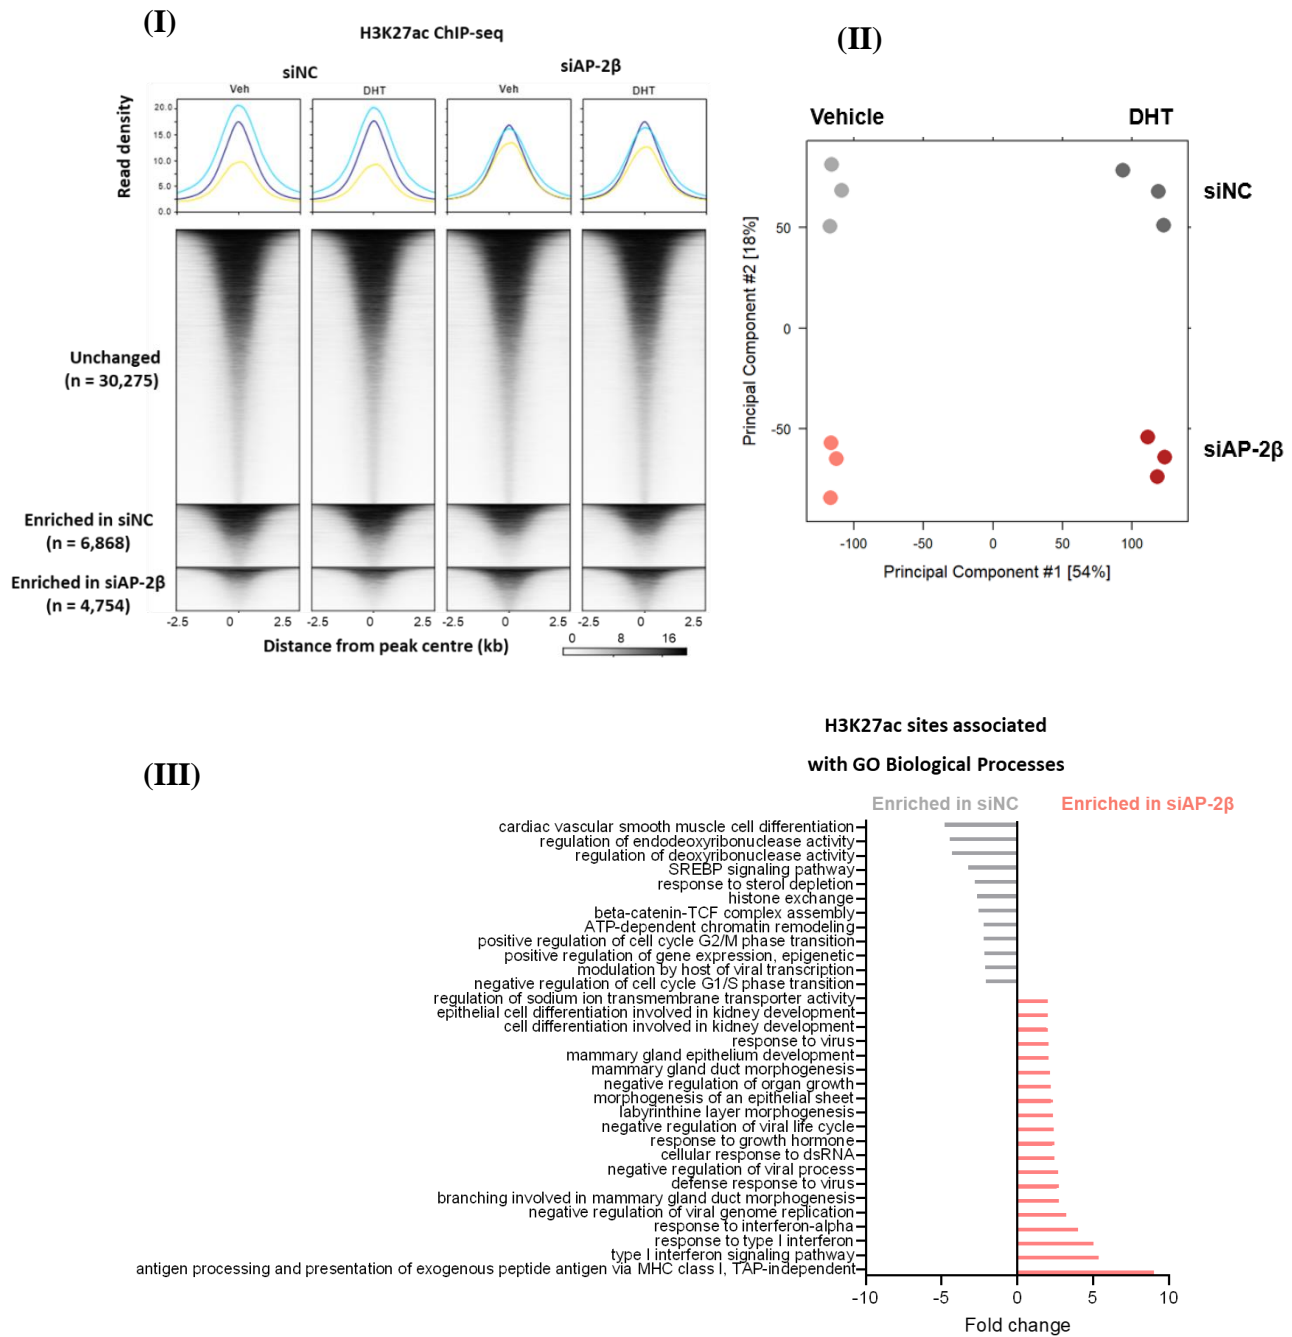 (I)
H3K27ac ChIP-seq
siNC
siAP-2β
Veh
DHT
Veh
DHT
Read density
20.0
15.0
10.0
5.0
0.0
Unchanged
(n = 30,275)
Enriched in siNC
(n = 6,868)
Enriched in siAP-2β
(n = 4,754)
-2.5 0 2.5
-2.5 0 2.5
-2.5 0 2.5
-2.5 0 2.5
Distance from peak centre (kb)
0 8 16
(II)
Vehicle
DHT
siNC
siAP-2β
Principal Component #2 [18%]
50
0
-50
-100 -50 0 50 100
Principal Component #1 [54%]
(III)
H3K27ac sites associated
with GO Biological Processes
Enriched in siNC
Enriched in siAP-2β
cardiac vascular smooth muscle cell differentiation
regulation of endodeoxyribonuclease activity
regulation of deoxyribonuclease activity
SREBP signaling pathway
response to sterol depletion
histone exchange
beta-catenin-TCF complex assembly
ATP-dependent chromatin remodeling
positive regulation of cell cycle G2/M phase transition
positive regulation of gene expression, epigenetic
modulation by host of viral transcription
negative regulation of cell cycle G1/S phase transition
regulation of sodium ion transmembrane transporter activity
epithelial cell differentiation involved in kidney development
cell differentiation involved in kidney development
response to virus
mammary gland epithelium development
mammary gland duct morphogenesis
negative regulation of organ growth
morphogenesis of an epithelial sheet
labyrinthine layer morphogenesis
negative regulation of viral life cycle
response to growth hormone
cellular response to dsRNA
negative regulation of viral process
defense response to virus
branching involved in mammary gland duct morphogenesis
negative regulation of viral genome replication
response to interferon-alpha
response to type I interferon
type I interferon signaling pathway
antigen processing and presentation of exogenous peptide antigen via MHC class I, TAP-independent
-10 -5 0 5 10
Fold change